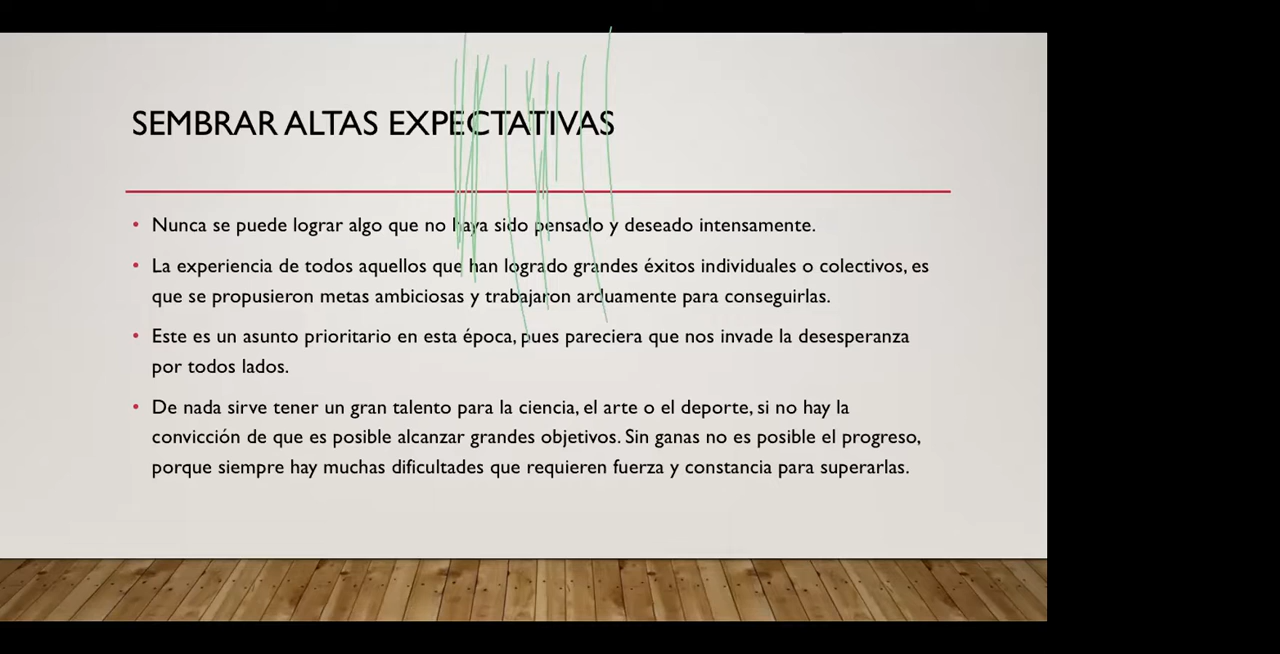 SEMBRAR ALTAS EXPECTATIVAS
• Nunca se puede lograr algo que no haya sido pensado y deseado intensamente.
• La experiencia de todos aquellos que han logrado grandes éxitos individuales o colectivos, es
que se propusieron metas ambiciosas y trabajaron arduamente para conseguirlas.
• Este es un asunto prioritario en esta época, pues pareciera que nos invade la desesperanza
por todos lados.
• De nada sirve tener un gran talento para la ciencia, el arte o el deporte, si no hay la
convicción de que es posible alcanzar grandes objetivos. Sin ganas no es posible el progreso,
porque siempre hay muchas dificultades que requieren fuerza y constancia para superarlas.